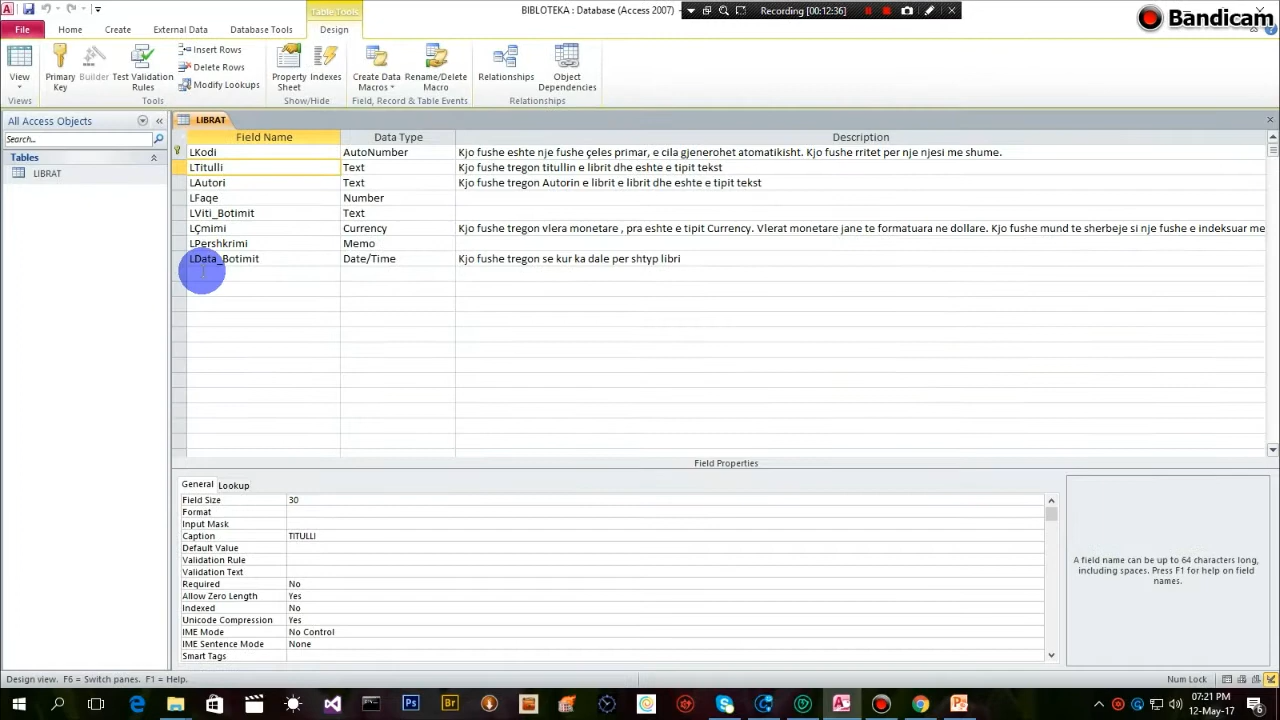 Table Tools
BIBLOTEKA : Database (Access 2007) -
Recording [00:12:36]
Bandicam
File Home Create External Data Database Tools Design
View
Primary Key
Builder
Test Validation Rules
Insert Rows
Delete Rows
Modify Lookups
Property Sheet
Indexes
Create Data Macros
Rename/Delete Macro
Relationships
Object Dependencies
Views Tools Show/Hide Field, Record & Table Events Relationships
All Access Objects
Search...
Tables
LIBRAT
LIBRAT
Field Name Data Type Description
LKodi AutoNumber Kjo fushe eshte nje fushe çeles primar, e cila gjenerohet atomatikisht. Kjo fushe rritet per nje njesi me shume.
LTitulli Text Kjo fushe tregon titullin e librit dhe eshte e tipit tekst
LAutori Text Kjo fushe tregon Autorin e librit e librit dhe eshte e tipit tekst
LFaqe Number
LViti_Botimit Text
LÇmimi Currency Kjo fushe tregon vlera monetare , pra eshte e tipit Currency. Vlerat monetare jane te formatuara ne dollare. Kjo fushe mund te sherbeje si nje fushe e indeksuar me
LPershkrimi Memo
LData_Botimit Date/Time Kjo fushe tregon se kur ka dale per shtyp libri
Field Properties
General Lookup
Field Size 30
Format
Input Mask
Caption TITULLI
Default Value
Validation Rule
Validation Text
Required No
Allow Zero Length Yes
Indexed No
Unicode Compression Yes
IME Mode No Control
IME Sentence Mode None
Smart Tags
A field name can be up to 64 characters long,
including spaces. Press F1 for help on field
names.
Design view. F6 = Switch panes. F1 = Help.
Num Lock
07:21 PM
12-May-17